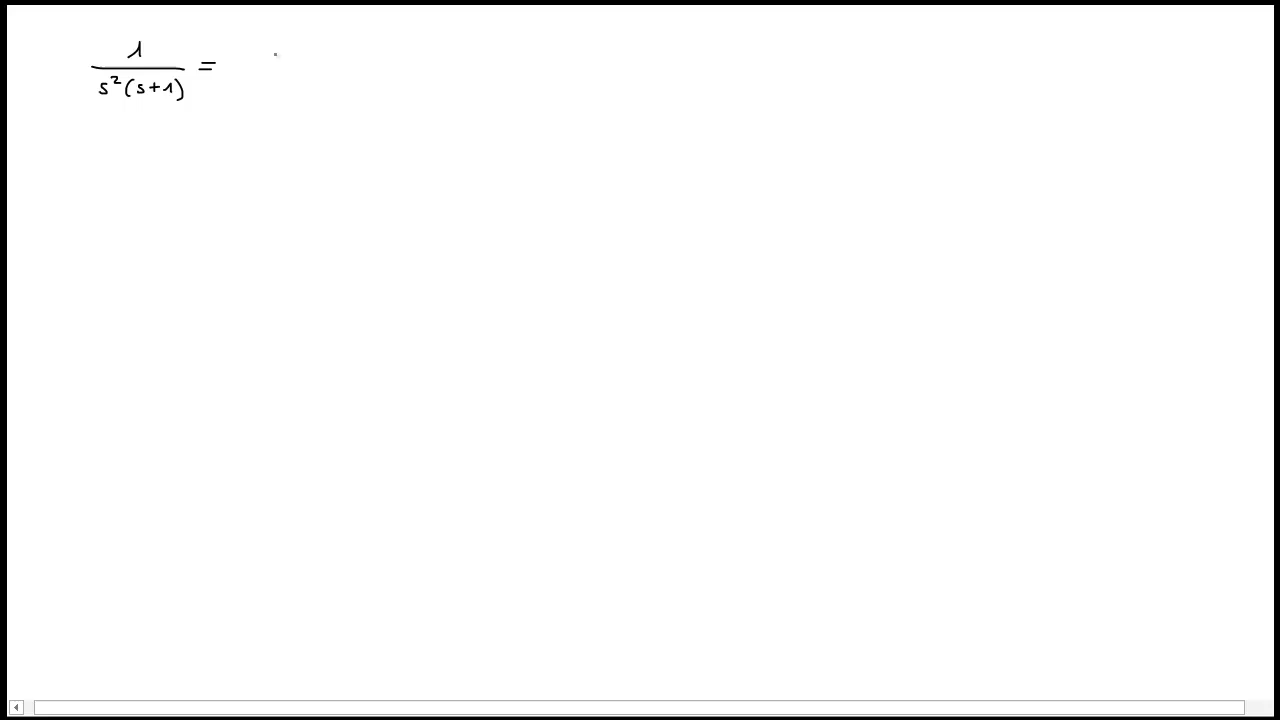 1/(s²(s+1)) =